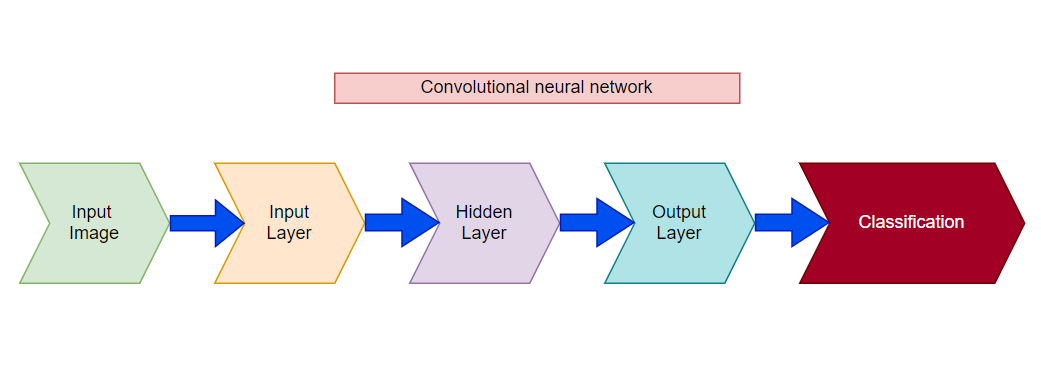 Convolutional neural network
Input
Image
Input
Layer
Hidden
Layer
Output
Layer
Classification